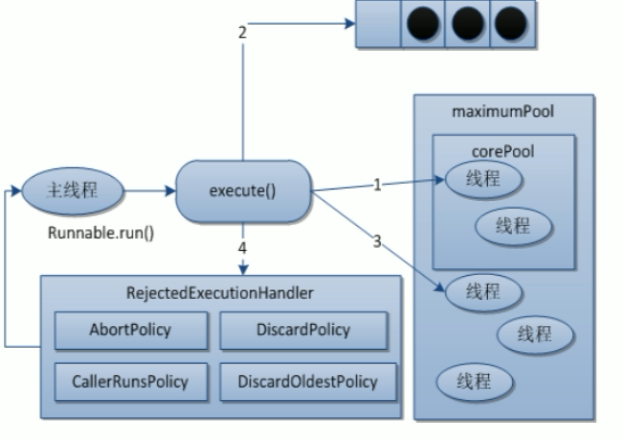 2
maximumPool
corePool
线程
线程
主线程
execute()
1
3
Runnable.run()
4
线程
线程
线程
RejectedExecutionHandler
AbortPolicy
DiscardPolicy
CallerRunsPolicy
DiscardOldestPolicy